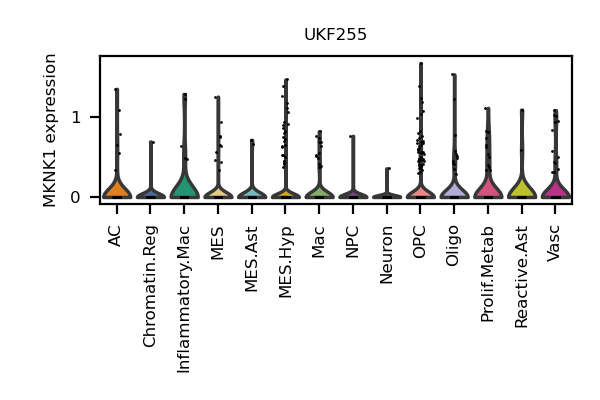 UKF255
MKNK1 expression
1
0
AC
Chromatin.Reg
Inflammatory.Mac
MES
MES.Ast
MES.Hyp
Mac
NPC
Neuron
OPC
Oligo
Prolif.Metab
Reactive.Ast
Vasc